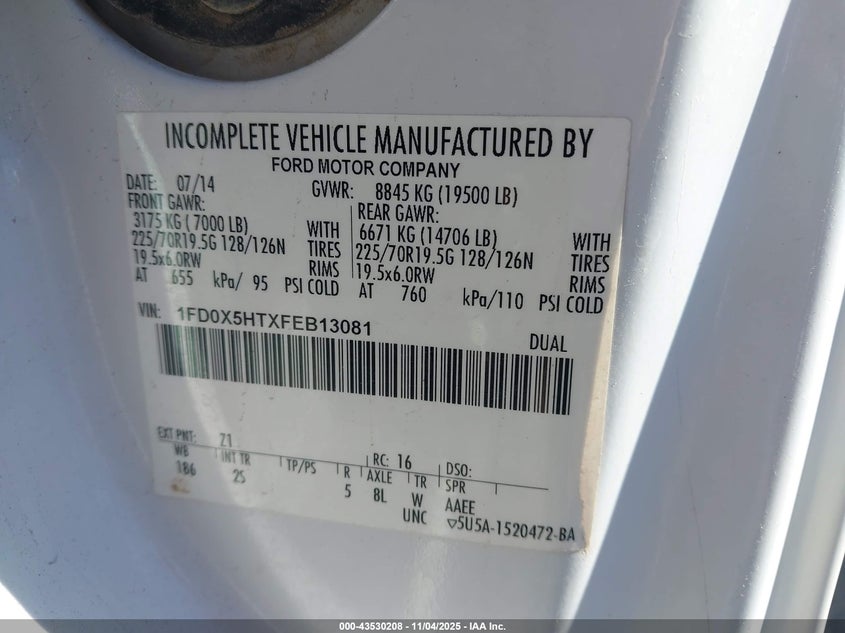 INCOMPLETE VEHICLE MANUFACTURED BY
FORD MOTOR COMPANY
DATE: 07/14 GVWR: 8845 KG (19500 LB)
FRONT GAWR: REAR GAWR:
3175 KG ( 7000 LB) WITH 6671 KG (14706 LB) WITH
225/70R19.5G 128/126N TIRES 225/70R19.5G 128/126N TIRES
19.5x6.0RW RIMS 19.5x6.0RW RIMS
AT 655 kPa/ 95 PSI COLD AT 760 kPa/110 PSI COLD
VIN: 1FD0X5HTXFEB13081 DUAL
EXT PNT: Z1 RC: 16 DSO:
WB INT TR TP/PS R AXLE TR SPR
186 2S 5 8L W AAEE
UNC ▽5U5A-1520472-BA
000-43530208 - 11/04/2025 - IAA Inc.